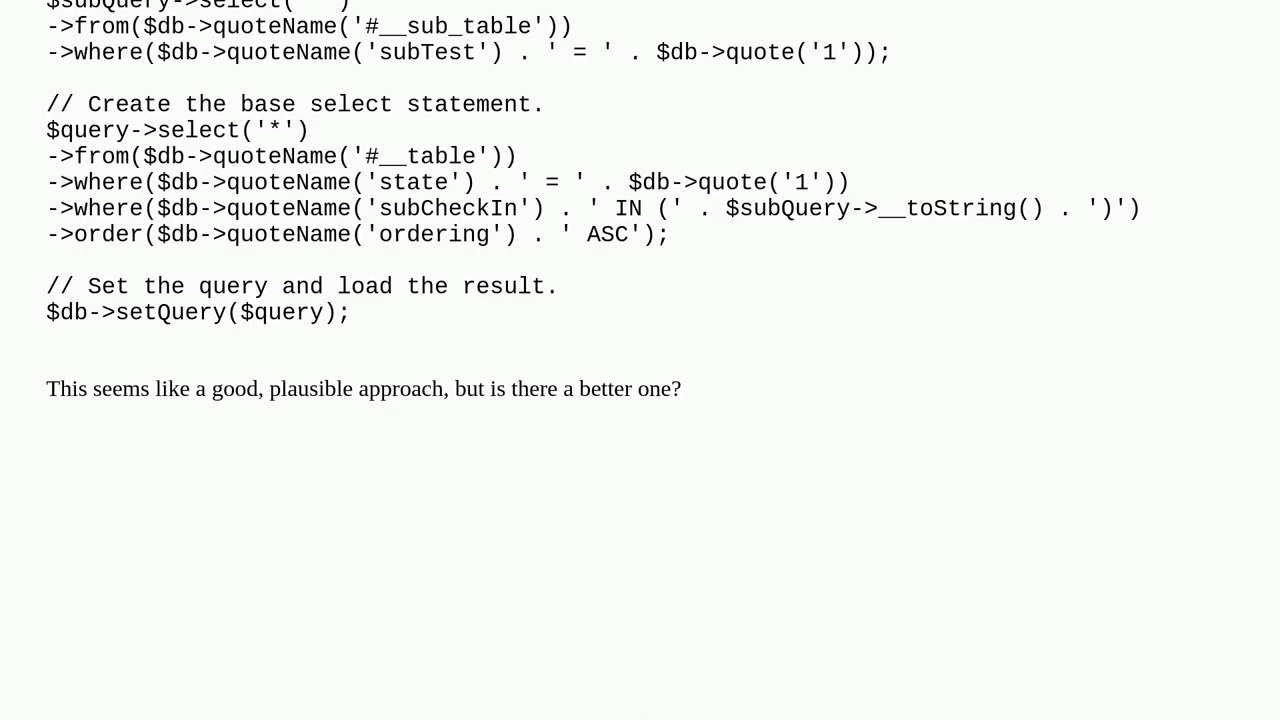 $subQuery->select('*')
->from($db->quoteName('#__sub_table'))
->where($db->quoteName('subTest') . ' = ' . $db->quote('1'));
// Create the base select statement.
$query->select('*')
->from($db->quoteName('#__table'))
->where($db->quoteName('state') . ' = ' . $db->quote('1'))
->where($db->quoteName('subCheckIn') . ' IN (' . $subQuery->__toString() . ')')
->order($db->quoteName('ordering') . ' ASC');
// Set the query and load the result.
$db->setQuery($query);
This seems like a good, plausible approach, but is there a better one?